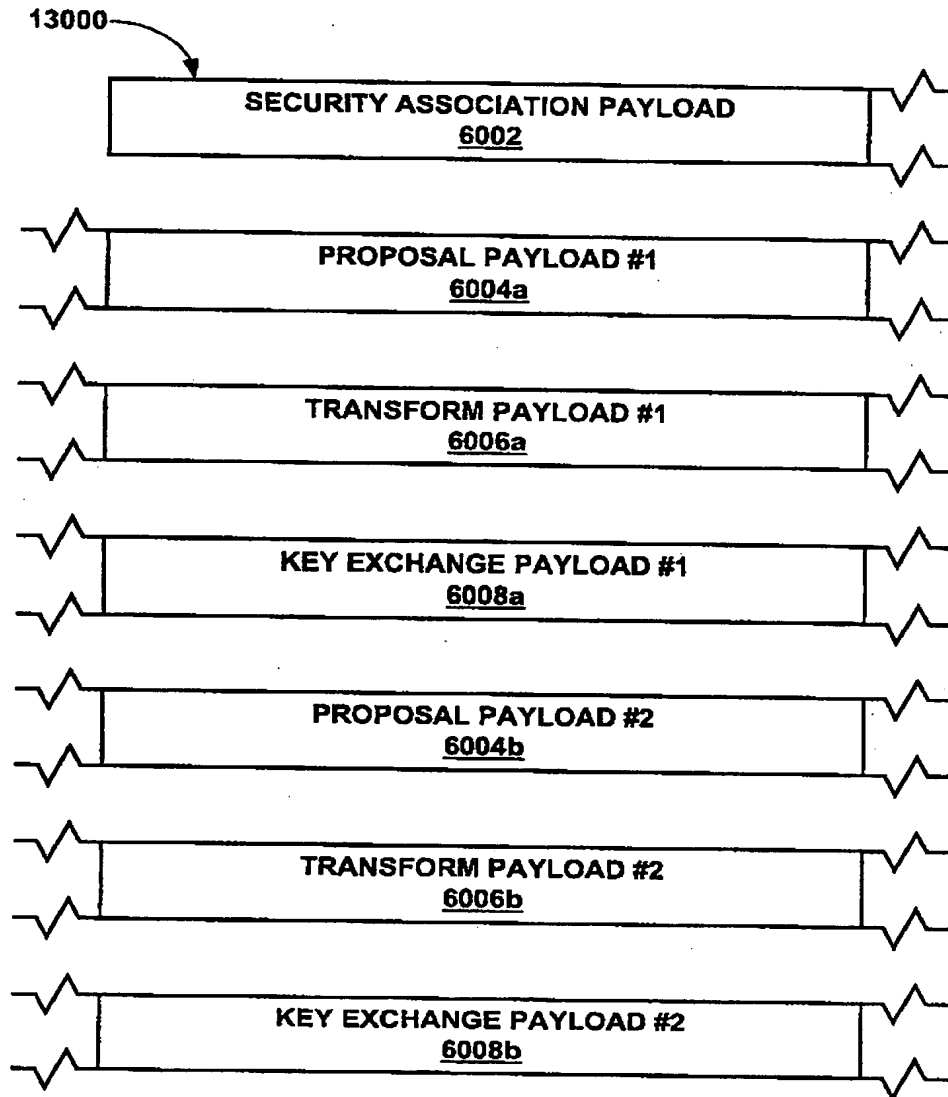 13000
SECURITY ASSOCIATION PAYLOAD
6002
PROPOSAL PAYLOAD #1
6004a
TRANSFORM PAYLOAD #1
6006a
KEY EXCHANGE PAYLOAD #1
6008a
PROPOSAL PAYLOAD #2
6004b
TRANSFORM PAYLOAD #2
6006b
KEY EXCHANGE PAYLOAD #2
6008b